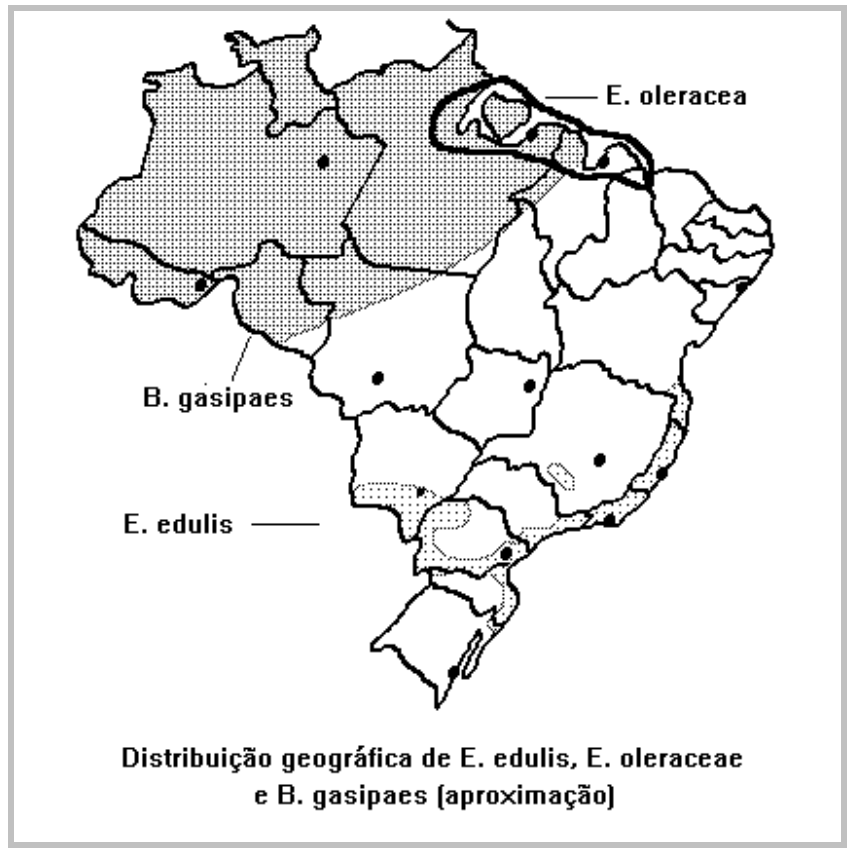 E. oleracea
B. gasipaes
E. edulis
Distribuição geográfica de E. edulis, E. oleraceae
e B. gasipaes (aproximação)